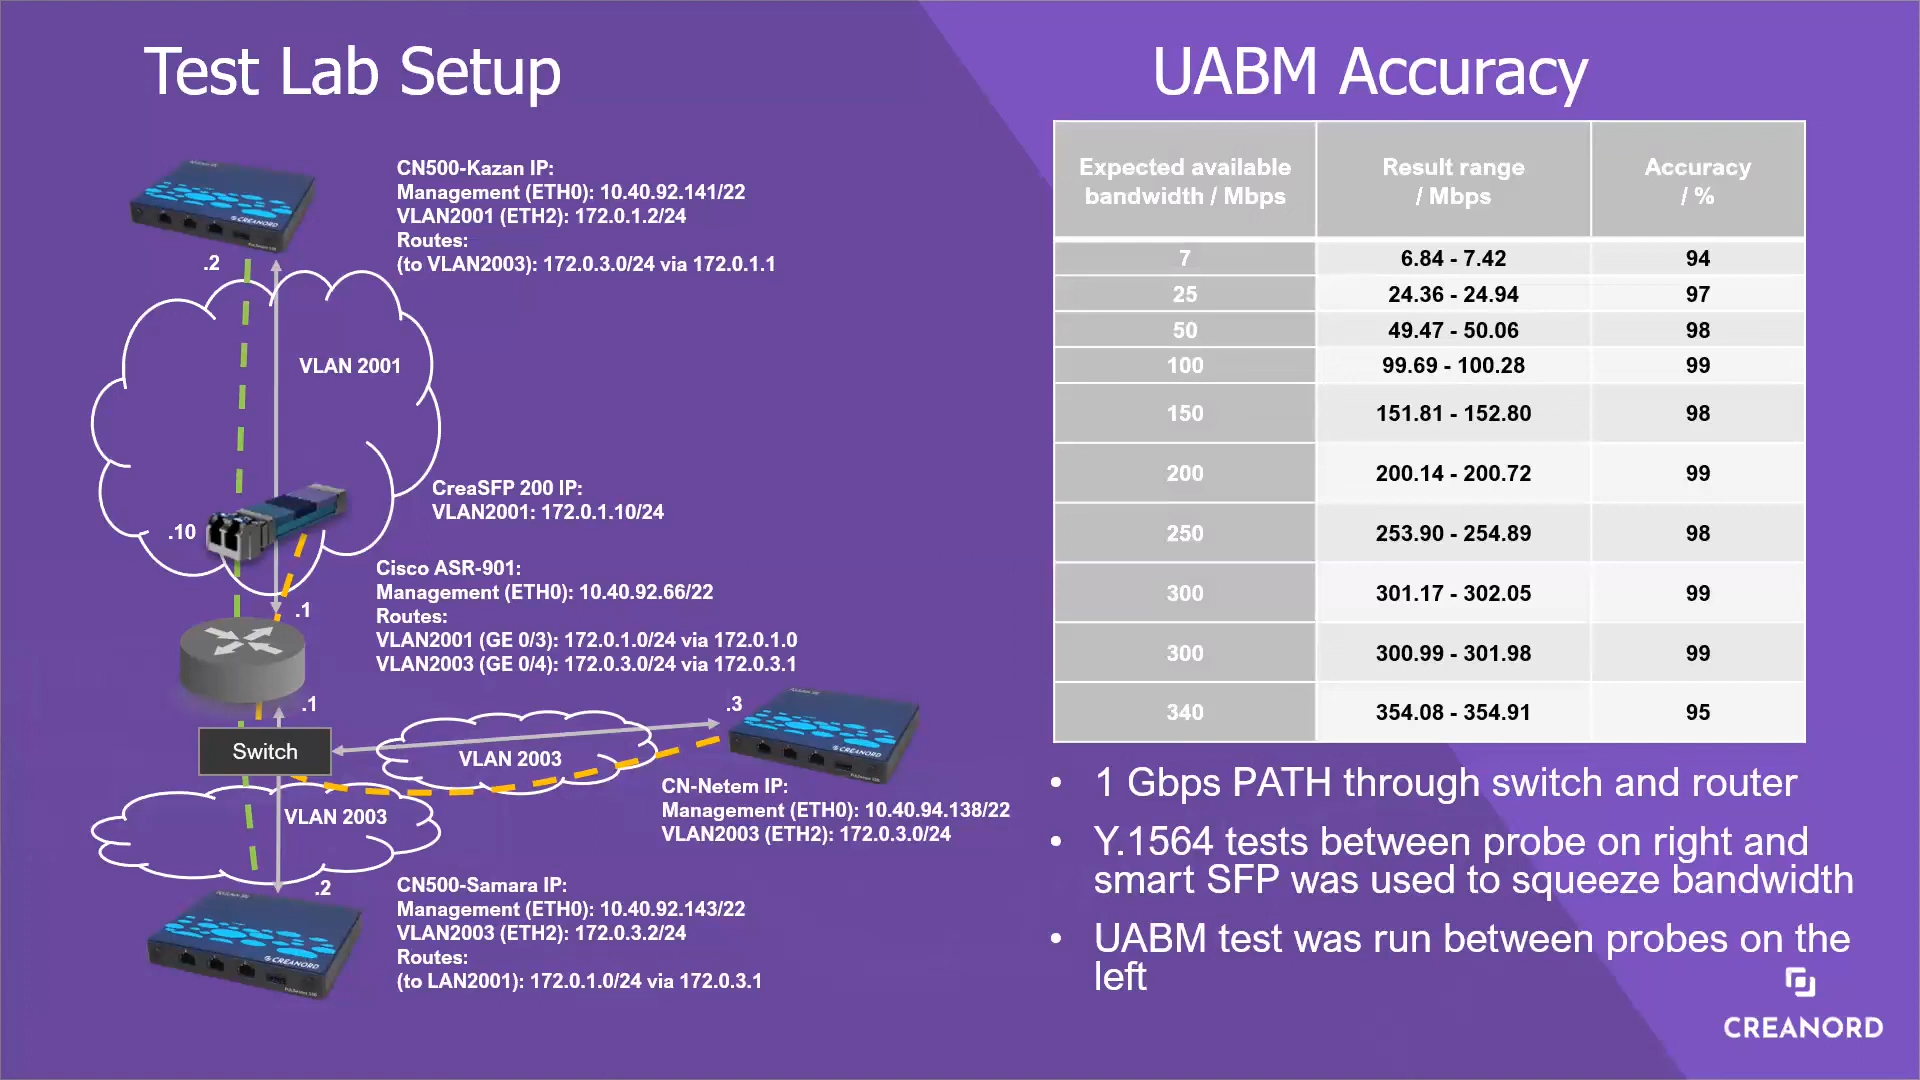 Test Lab Setup
CN500-Kazan IP:
Management (ETH0): 10.40.92.141/22
VLAN2001 (ETH2): 172.0.1.2/24
Routes:
(to VLAN2003): 172.0.3.0/24 via 172.0.1.1
CREANORD
.2
VLAN 2001
CreaSFP 200 IP:
VLAN2001: 172.0.1.10/24
.10
Cisco ASR-901:
Management (ETH0): 10.40.92.66/22
Routes:
VLAN2001 (GE 0/3): 172.0.1.0/24 via 172.0.1.0
VLAN2003 (GE 0/4): 172.0.3.0/24 via 172.0.3.1
.1
.1
.3
Switch
VLAN 2003
CREANORD
CN-Netem IP:
Management (ETH0): 10.40.94.138/22
VLAN2003 (ETH2): 172.0.3.0/24
VLAN 2003
.2
CN500-Samara IP:
Management (ETH0): 10.40.92.143/22
VLAN2003 (ETH2): 172.0.3.2/24
Routes:
(to LAN2001): 172.0.1.0/24 via 172.0.3.1
CREANORD
UABM Accuracy
Expected available bandwidth / Mbps Result range / Mbps Accuracy / %
7 6.84 - 7.42 94
25 24.36 - 24.94 97
50 49.47 - 50.06 98
100 99.69 - 100.28 99
150 151.81 - 152.80 98
200 200.14 - 200.72 99
250 253.90 - 254.89 98
300 301.17 - 302.05 99
300 300.99 - 301.98 99
340 354.08 - 354.91 95
• 1 Gbps PATH through switch and router
• Y.1564 tests between probe on right and
smart SFP was used to squeeze bandwidth
• UABM test was run between probes on the
left
CREANORD